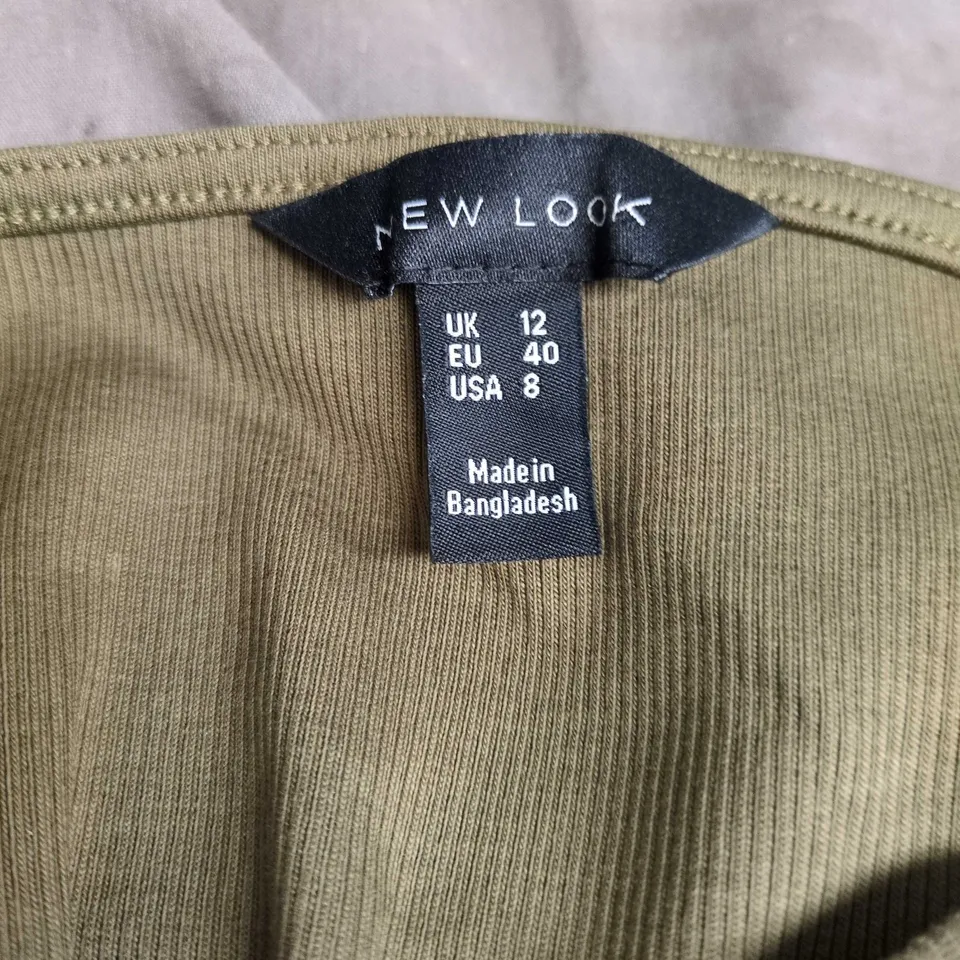 NEW LOOK
UK 12
EU 40
USA 8
Made in
Bangladesh